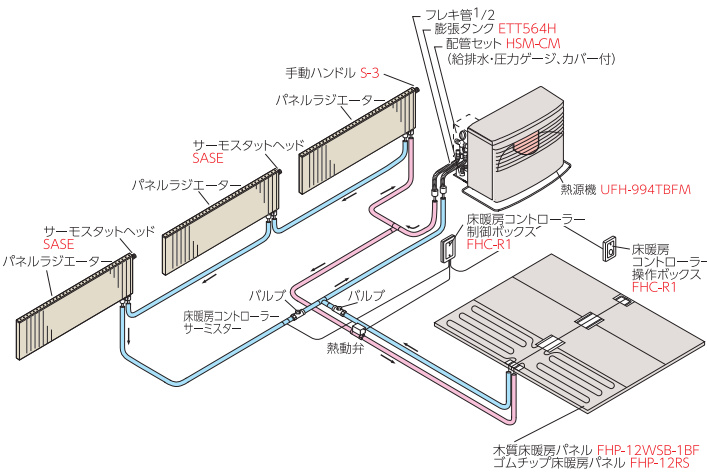 フレキ管1/2
膨張タンク ETT564H
配管セット HSM-CM
(給排水・圧力ゲージ、カバー付)
手動ハンドル S-3
パネルラジエーター
サーモスタットヘッド
SASE
パネルラジエーター
熱源機 UFH-994TBFM
サーモスタットヘッド
SASE
パネルラジエーター
床暖房コントローラー
制御ボックス
FHC-R1
床暖房
コントローラー
操作ボックス
FHC-R1
バルブ
バルブ
床暖房コントローラー
サーミスター
熱動弁
木質床暖房パネル FHP-12WSB-1BF
ゴムチップ床暖房パネル FHP-12RS